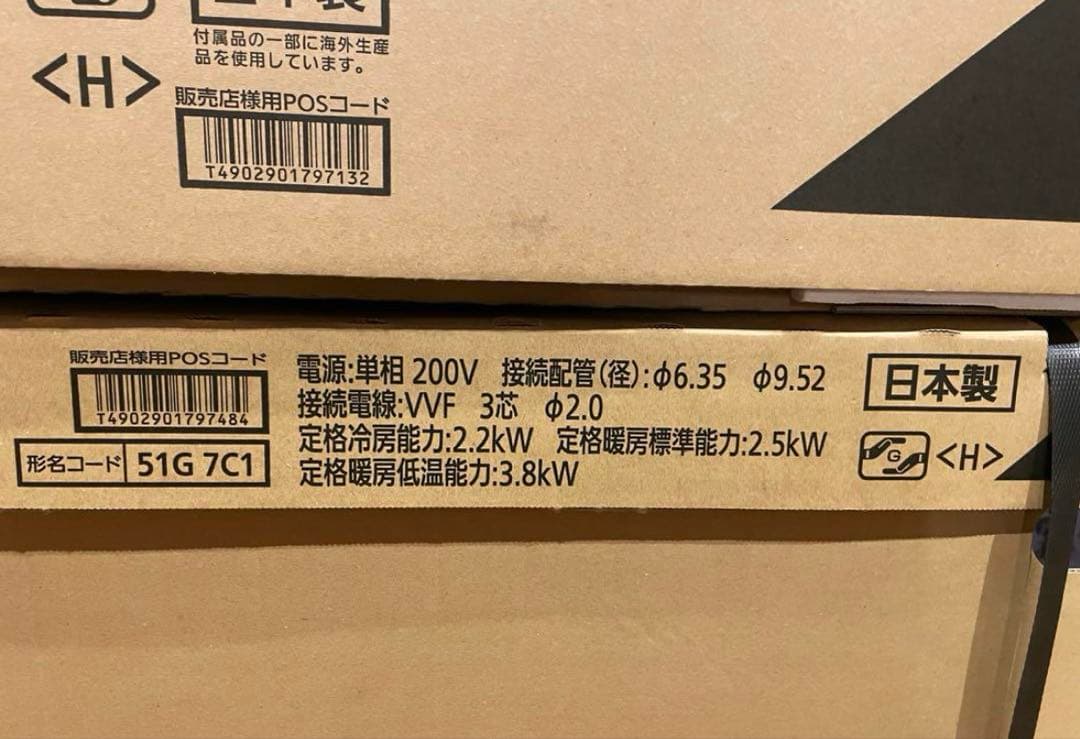 日本製
付属品の一部に海外生産
品を使用しています。
<H>
販売店様用POSコード
T4902901797132
販売店様用POSコード
T4902901797484
形名コード 51G 7C1
電源:単相 200V 接続配管(径):φ6.35 φ9.52
接続電線:VVF 3芯 φ2.0
定格冷房能力:2.2kW 定格暖房標準能力:2.5kW
定格暖房低温能力:3.8kW
日本製
G
<H>